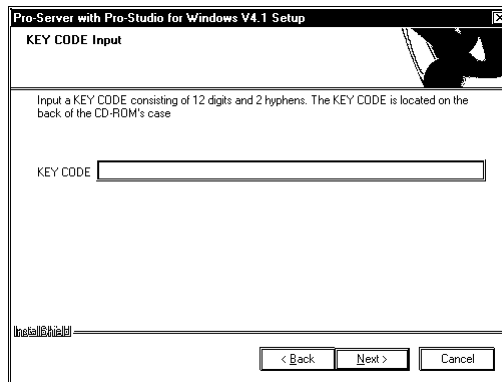 Pro-Server with Pro-Studio for Windows V4.1 Setup
KEY CODE Input
Input a KEY CODE consisting of 12 digits and 2 hyphens. The KEY CODE is located on the
back of the CD-ROM's case
KEY CODE
InstallShield
< Back Next > Cancel